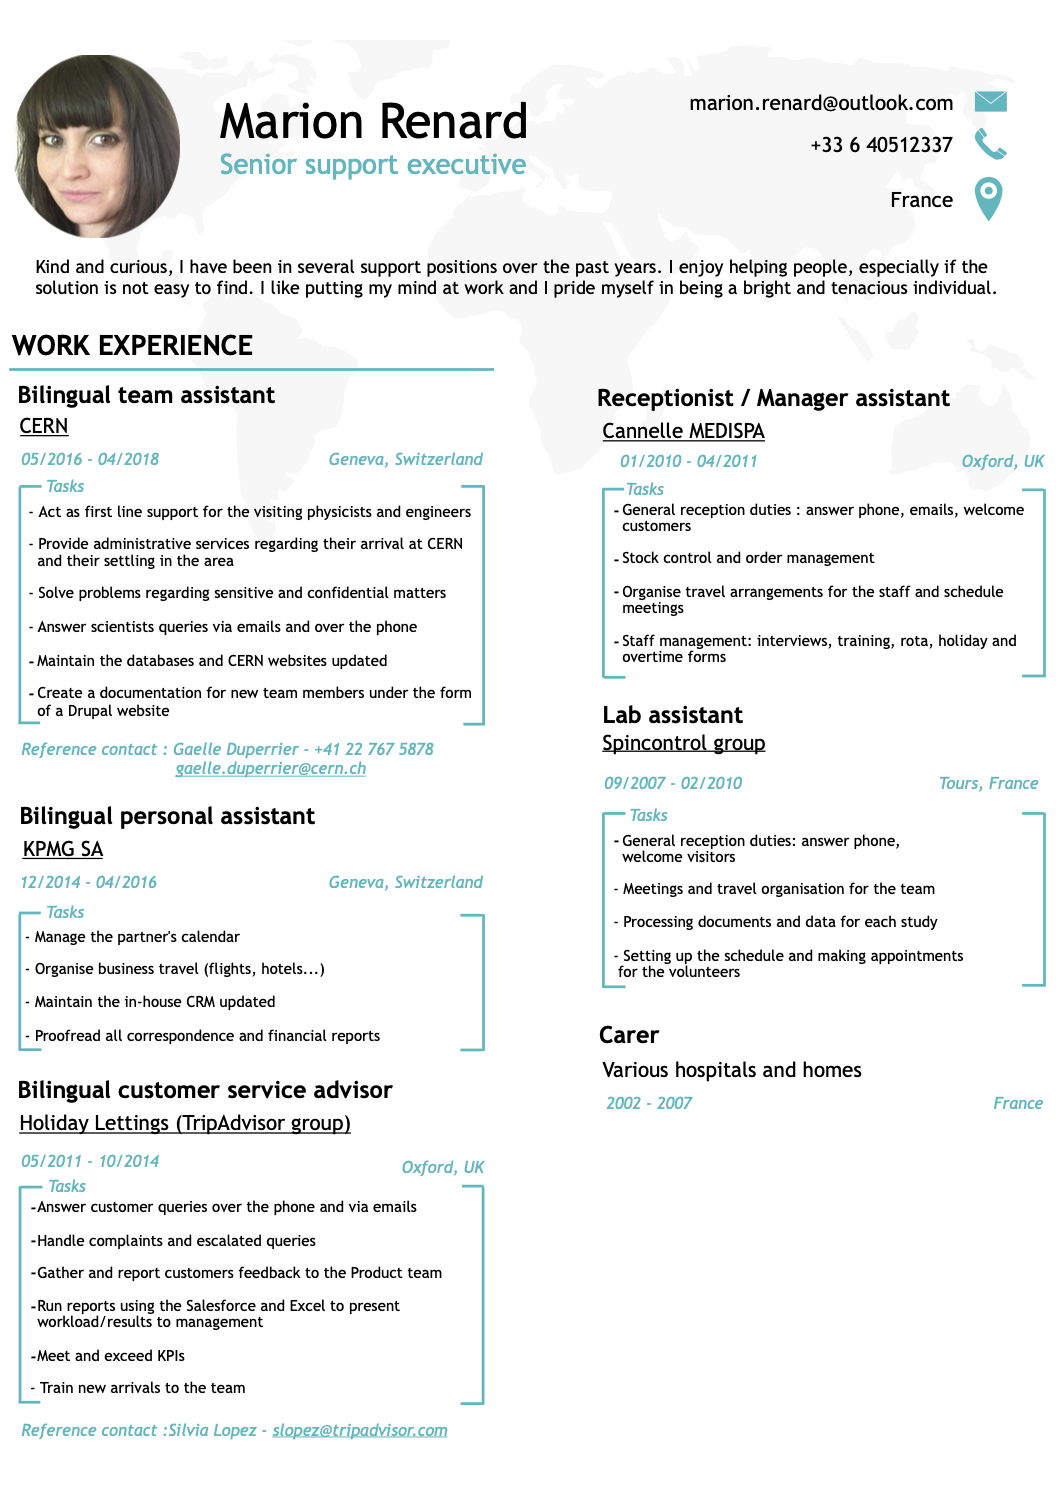 Marion Renard
Senior support executive
marion.renard@outlook.com
+33 6 40512337
France
Kind and curious, I have been in several support positions over the past years. I enjoy helping people, especially if the
solution is not easy to find. I like putting my mind at work and I pride myself in being a bright and tenacious individual.
WORK EXPERIENCE
Bilingual team assistant
CERN
05/2016 - 04/2018 Geneva, Switzerland
Tasks
- Act as first line support for the visiting physicists and engineers
- Provide administrative services regarding their arrival at CERN
and their settling in the area
- Solve problems regarding sensitive and confidential matters
- Answer scientists queries via emails and over the phone
- Maintain the databases and CERN websites updated
- Create a documentation for new team members under the form
of a Drupal website
Reference contact : Gaelle Duperrier - +41 22 767 5878
gaelle.duperrier@cern.ch
Bilingual personal assistant
KPMG SA
12/2014 - 04/2016 Geneva, Switzerland
Tasks
- Manage the partner's calendar
- Organise business travel (flights, hotels...)
- Maintain the in-house CRM updated
- Proofread all correspondence and financial reports
Bilingual customer service advisor
Holiday Lettings (TripAdvisor group)
05/2011 - 10/2014 Oxford, UK
Tasks
-Answer customer queries over the phone and via emails
-Handle complaints and escalated queries
-Gather and report customers feedback to the Product team
-Run reports using the Salesforce and Excel to present
workload/results to management
-Meet and exceed KPIs
- Train new arrivals to the team
Reference contact :Silvia Lopez - slopez@tripadvisor.com
Receptionist / Manager assistant
Cannelle MEDISPA
01/2010 - 04/2011 Oxford, UK
Tasks
- General reception duties : answer phone, emails, welcome
customers
- Stock control and order management
- Organise travel arrangements for the staff and schedule
meetings
- Staff management: interviews, training, rota, holiday and
overtime forms
Lab assistant
Spincontrol group
09/2007 - 02/2010 Tours, France
Tasks
- General reception duties: answer phone,
welcome visitors
- Meetings and travel organisation for the team
- Processing documents and data for each study
- Setting up the schedule and making appointments
for the volunteers
Carer
Various hospitals and homes
2002 - 2007 France